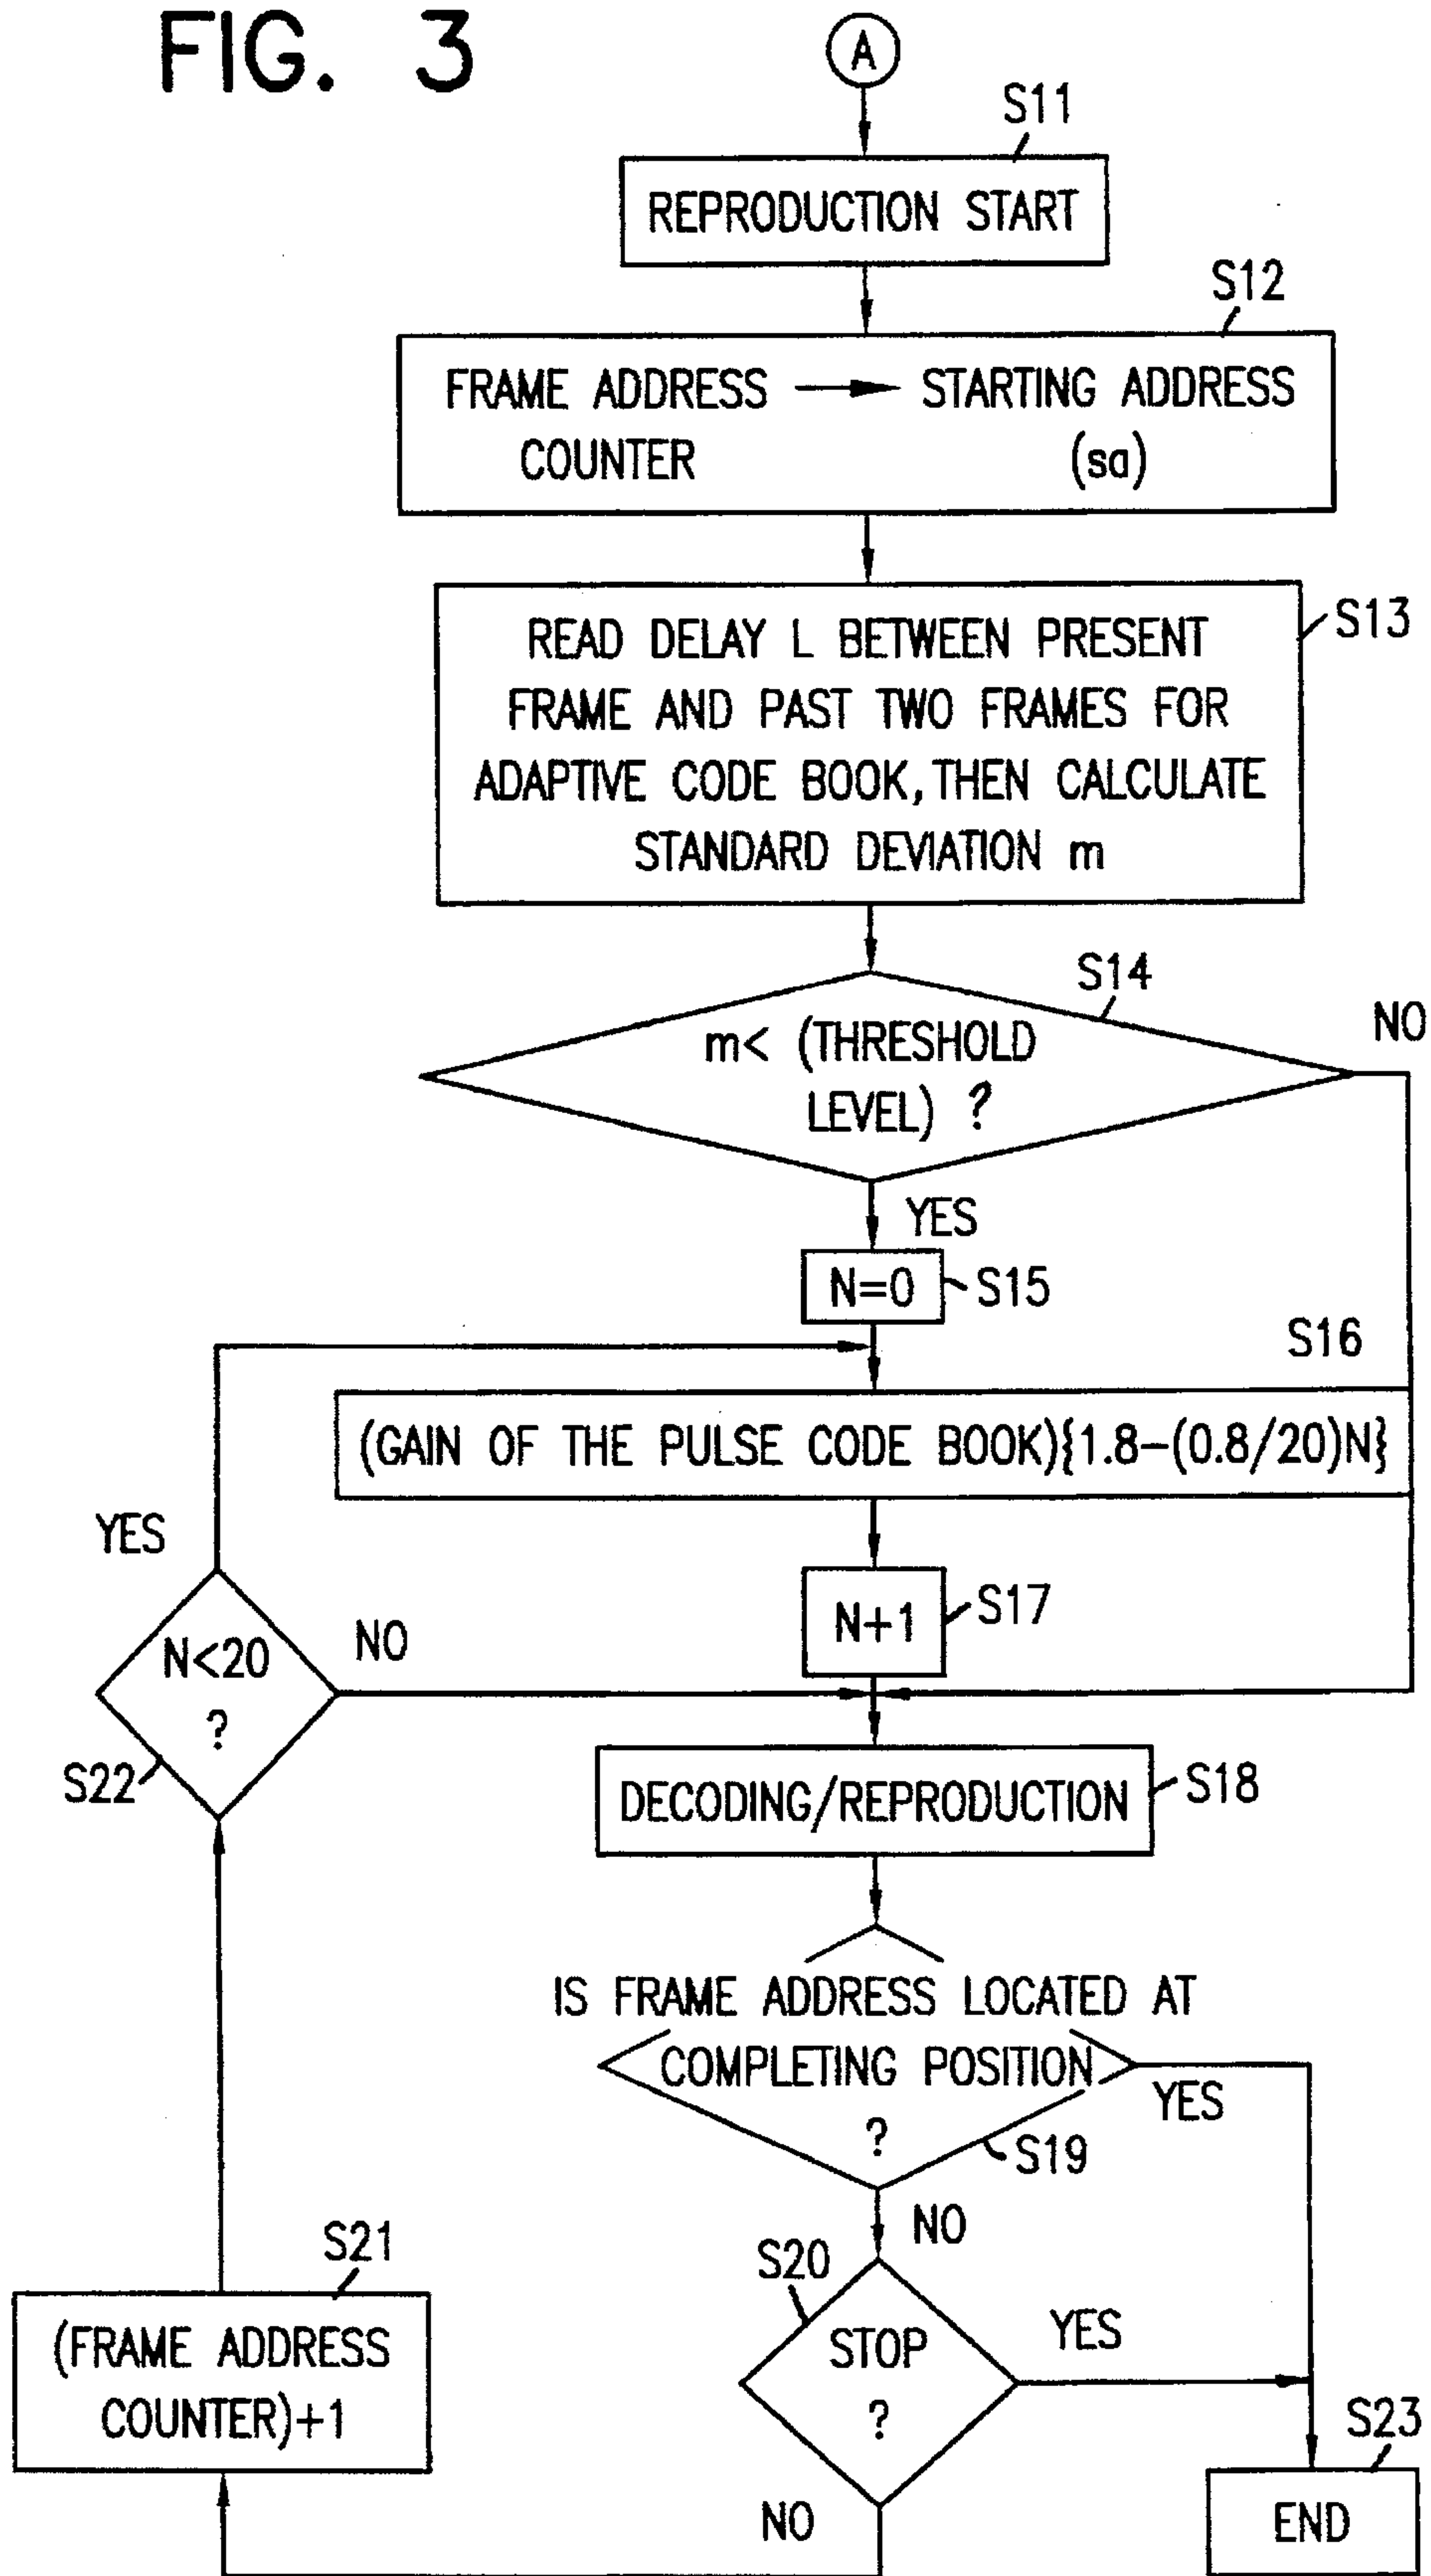 FIG. 3
A
S11
REPRODUCTION START
S12
FRAME ADDRESS STARTING ADDRESS
COUNTER (sa)
S13
READ DELAY L BETWEEN PRESENT
FRAME AND PAST TWO FRAMES FOR
ADAPTIVE CODE BOOK, THEN CALCULATE
STANDARD DEVIATION m
S14
NO
m< (THRESHOLD
LEVEL) ?
YES
N=0
S15
S16
(GAIN OF THE PULSE CODE BOOK){1.8-(0.8/20)N}
YES
N+1
S17
N<20
?
NO
S22
DECODING/REPRODUCTION
S18
IS FRAME ADDRESS LOCATED AT
COMPLETING POSITION
?
YES
S19
NO
S21
S20
(FRAME ADDRESS
COUNTER)+1
STOP
?
YES
S23
NO
END